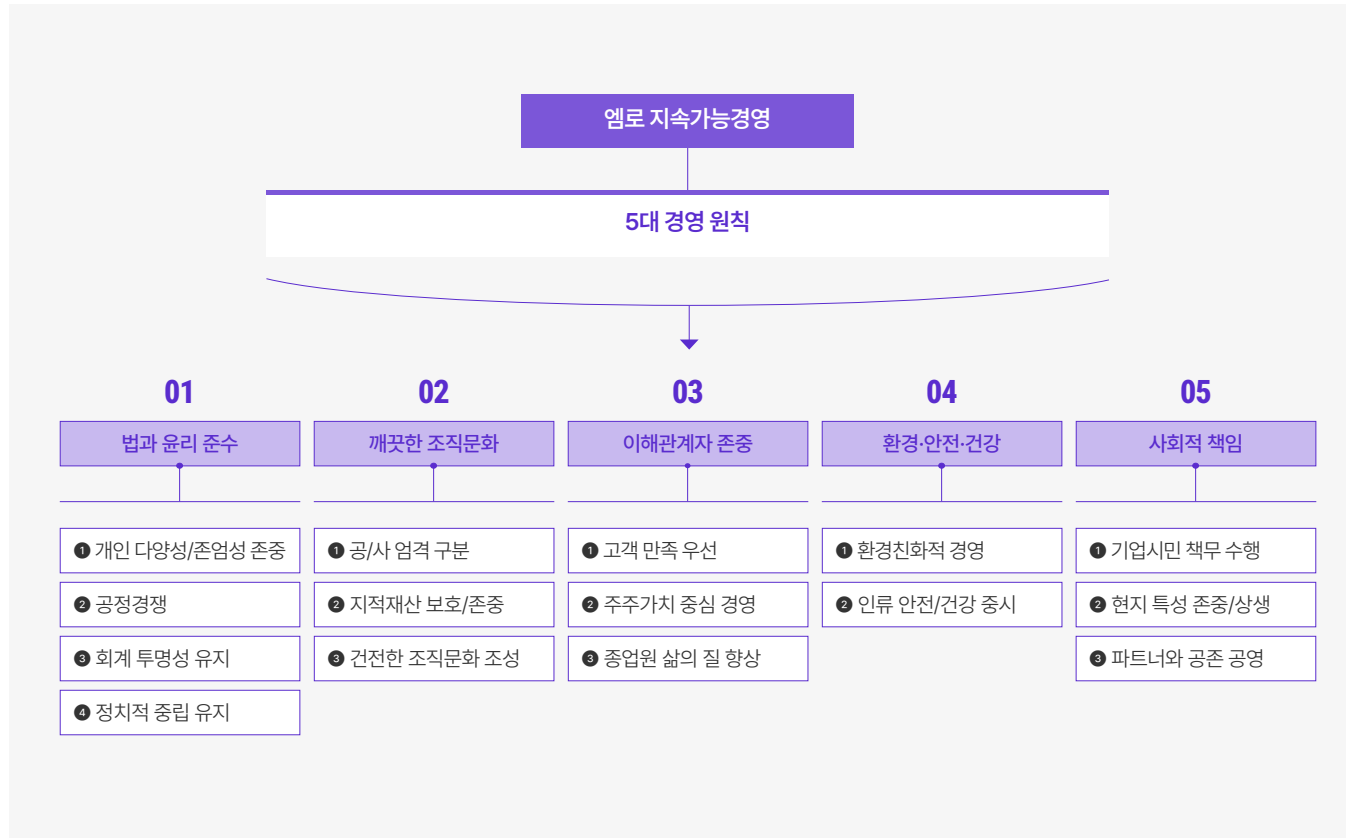 엠로 지속가능경영
5대 경영 원칙
01
법과 윤리 준수
❶ 개인 다양성/존엄성 존중
❷ 공정경쟁
❸ 회계 투명성 유지
❹ 정치적 중립 유지
02
깨끗한 조직문화
❶ 공/사 엄격 구분
❷ 지적재산 보호/존중
❸ 건전한 조직문화 조성
03
이해관계자 존중
❶ 고객 만족 우선
❷ 주주가치 중심 경영
❸ 종업원 삶의 질 향상
04
환경·안전·건강
❶ 환경친화적 경영
❷ 인류 안전/건강 중시
05
사회적 책임
❶ 기업시민 책무 수행
❷ 현지 특성 존중/상생
❸ 파트너와 공존 공영